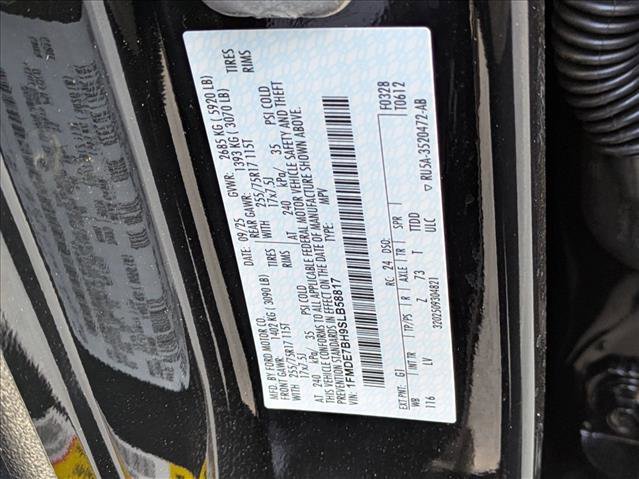 MFD. BY FORD MOTOR CO.
DATE: 09/25 GVWR: 2685 KG ( 5920 LB)
FRONT GAWR: 1402 KG ( 3090 LB) REAR GAWR: 1393 KG ( 3070 LB)
WITH 255/75R17 115T TIRES WITH 255/75R17 115T TIRES
17x7.5J RIMS 17x7.5J RIMS
AT 240 kPa/ 35 PSI COLD AT 240 kPa/ 35 PSI COLD
THIS VEHICLE CONFORMS TO ALL APPLICABLE FEDERAL MOTOR VEHICLE SAFETY AND THEFT
PREVENTION STANDARDS IN EFFECT ON THE DATE OF MANUFACTURE SHOWN ABOVE.
VIN: 1FMDE7BH9SLB58817 TYPE: MPV
F0328
T0612
EXT PNT: G1 RC: 24 DSO:
WB INT TR TP/PS R AXLE TR SPR
116 LV Z 73 T TTDD
ULC
3202509304821 ▽ RU5A-3520472-AB